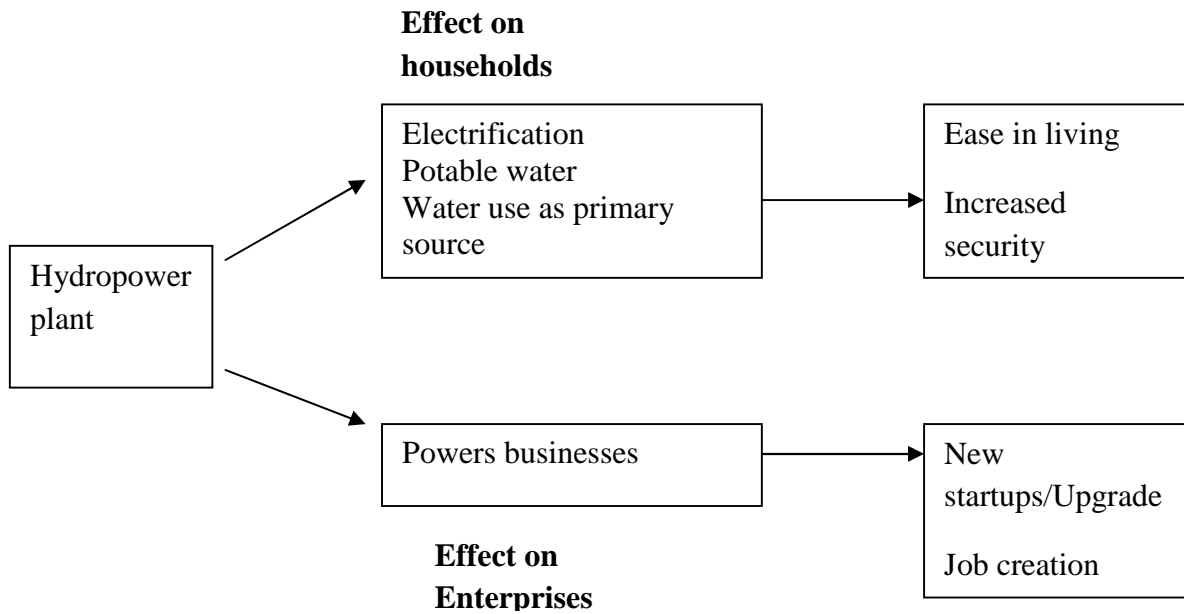 Effect on
households
Electrification
Potable water
Water use as primary
source
Ease in living
Increased
security
Hydropower
plant
Powers businesses
New
startups/Upgrade
Job creation
Effect on
Enterprises